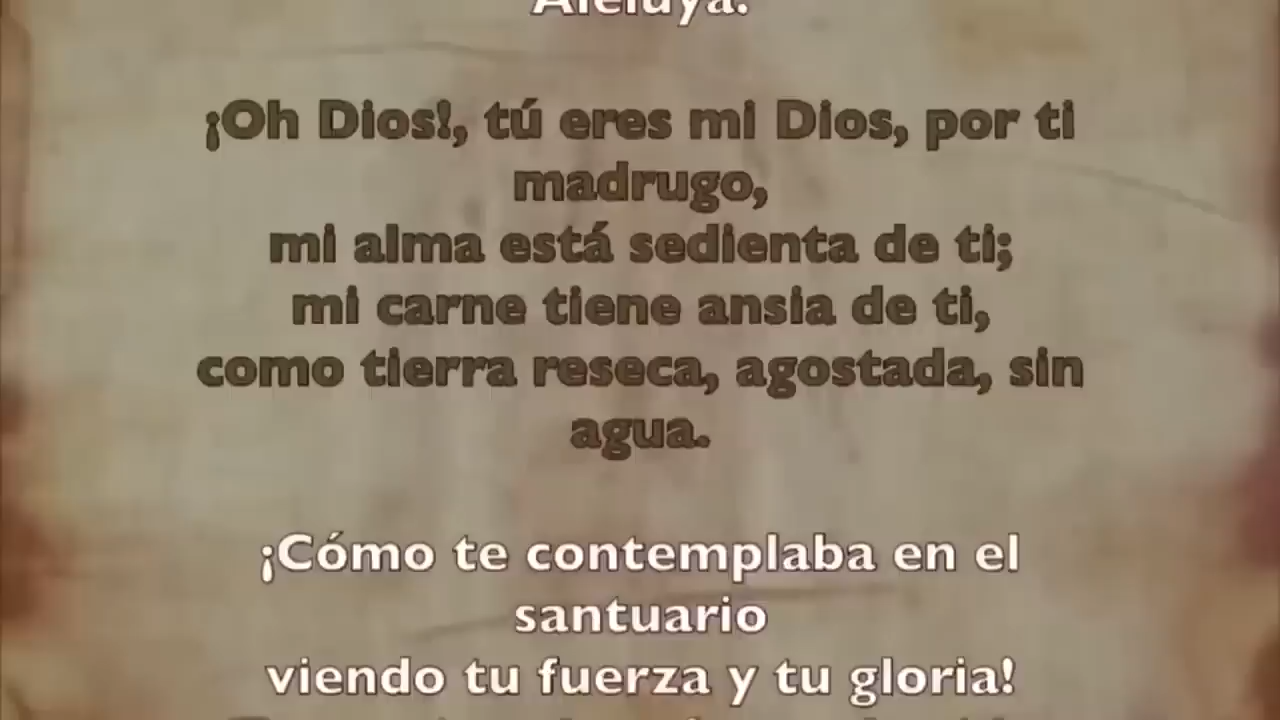 Aleluya.
¡Oh Dios!, tú eres mi Dios, por ti
madrugo,
mi alma está sedienta de ti;
mi carne tiene ansia de ti,
como tierra reseca, agostada, sin
agua.
¡Cómo te contemplaba en el
santuario
viendo tu fuerza y tu gloria!